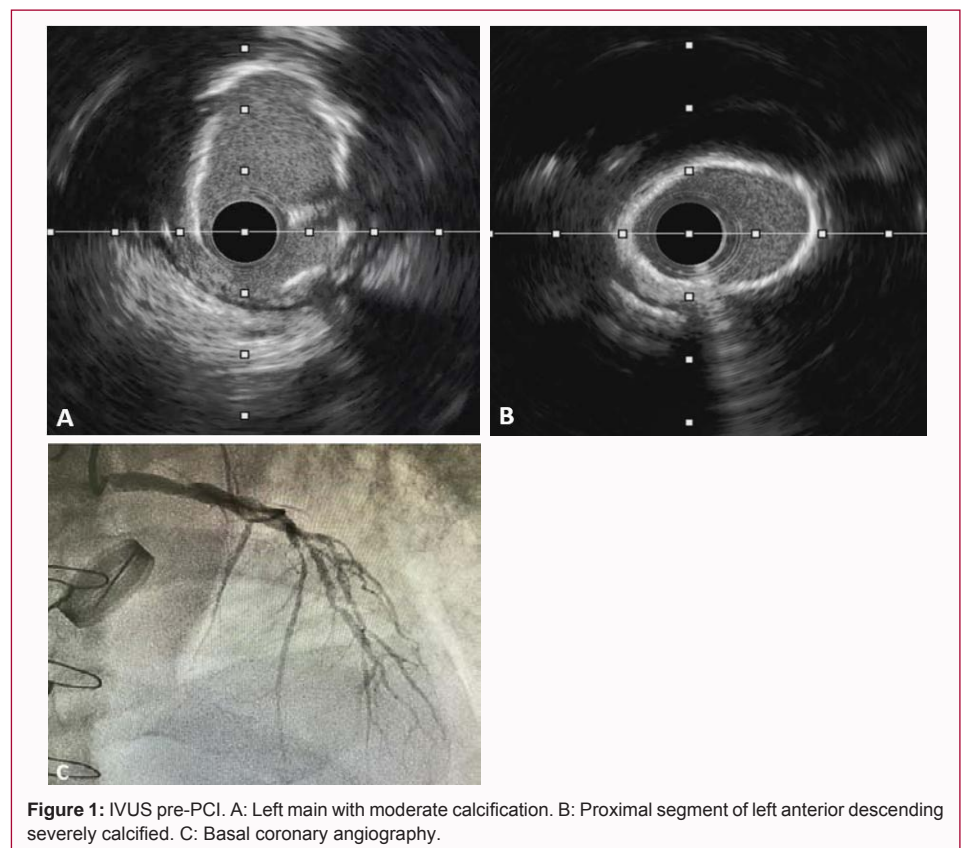 A
B
C
Figure 1: IVUS pre-PCI. A: Left main with moderate calcification. B: Proximal segment of left anterior descending
severely calcified. C: Basal coronary angiography.